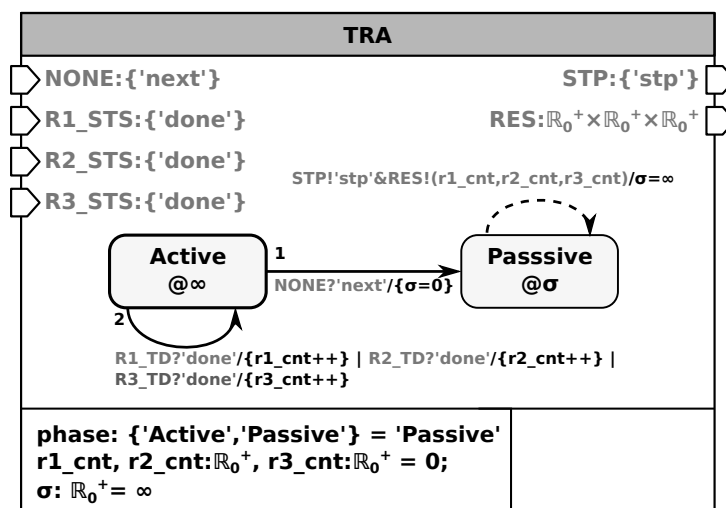 TRA
NONE:{'next'}
STP:{'stp'}
R1_STS:{'done'}
RES:ℝ₀⁺×ℝ₀⁺×ℝ₀⁺
R2_STS:{'done'}
R3_STS:{'done'}
STP!'stp'&RES!(r1_cnt,r2_cnt,r3_cnt)/σ=∞
Active
@∞
1
NONE?'next'/{σ=0}
Passsive
@σ
2
R1_TD?'done'/{r1_cnt++} | R2_TD?'done'/{r2_cnt++} |
R3_TD?'done'/{r3_cnt++}
phase: {'Active','Passive'} = 'Passive'
r1_cnt, r2_cnt:ℝ₀⁺, r3_cnt:ℝ₀⁺ = 0;
σ: ℝ₀⁺= ∞